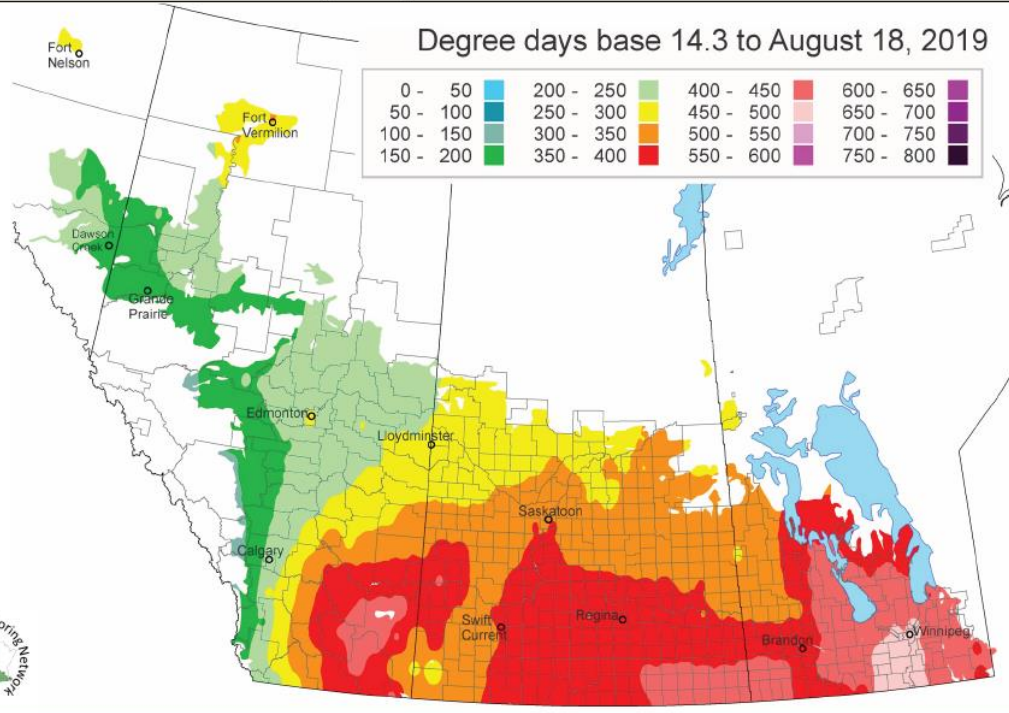 Degree days base 14.3 to August 18, 2019
0 - 50
50 - 100
100 - 150
150 - 200
200 - 250
250 - 300
300 - 350
350 - 400
400 - 450
450 - 500
500 - 550
550 - 600
600 - 650
650 - 700
700 - 750
750 - 800
Fort
Nelson
Fort
Vermilion
Dawson
Creek
Grande
Prairie
Edmonton
Lloydminster
Saskatoon
Calgary
Swift
Current
Regina
Brandon
Winnipeg
Network